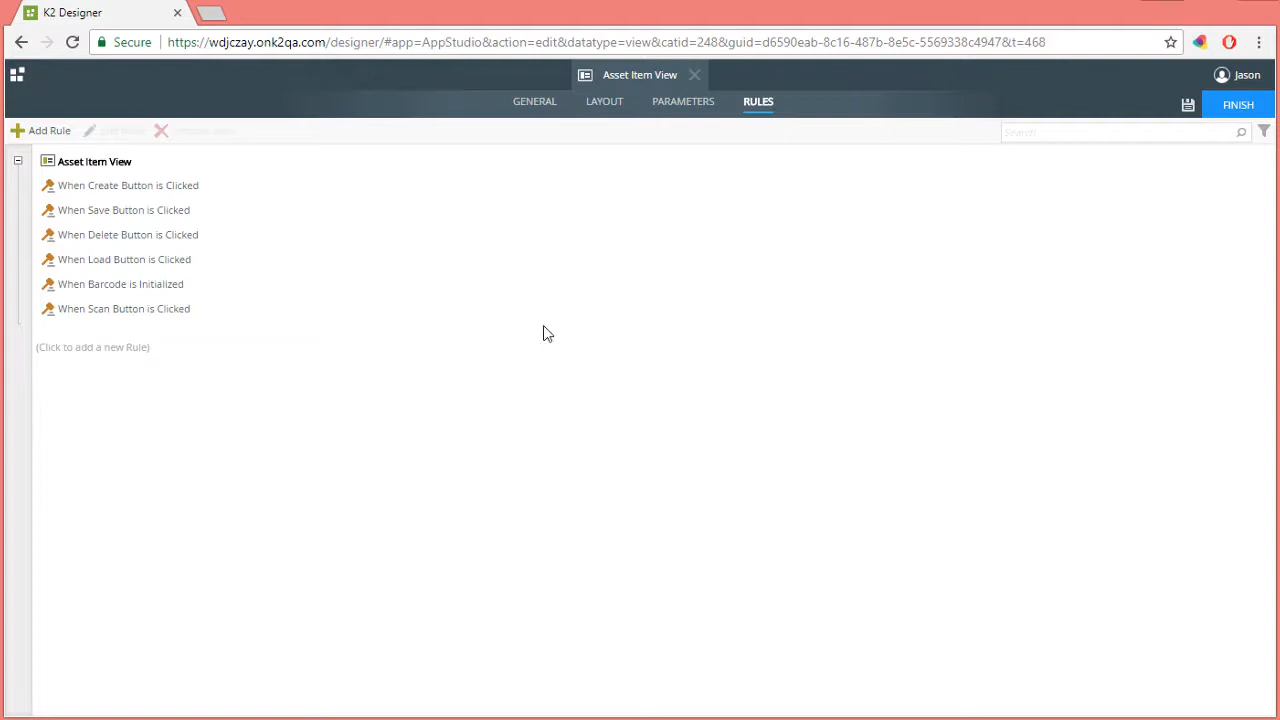 K2 Designer
Secure
https://wdjczay.onk2qa.com/designer/#app=AppStudio&action=edit&datatype=view&catid=248&guid=d6590eab-8c16-487b-8e5c-5569338c4947&t=468
Asset Item View
Jason
GENERAL LAYOUT PARAMETERS RULES
FINISH
Add Rule
Search
Asset Item View
When Create Button is Clicked
When Save Button is Clicked
When Delete Button is Clicked
When Load Button is Clicked
When Barcode is Initialized
When Scan Button is Clicked
(Click to add a new Rule)